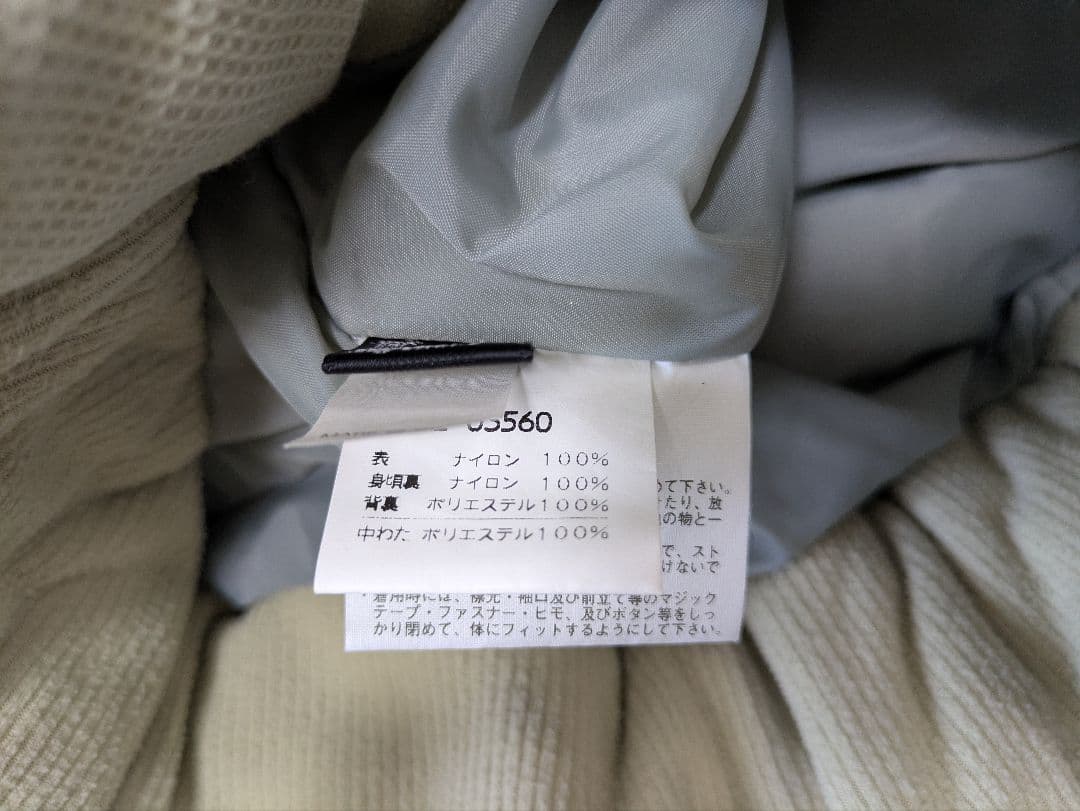 05560
表 ナイロン 100%
身頃裏 ナイロン 100%
背裏 ポリエステル100%
中わた ポリエステル100%
めて下さい。
たり、放
の物と一
で、スト
けないで
・着用時には、襟元・袖口及び前立て等のマジック
テープ・ファスナー・ヒモ、及びボタン等をしっ
かり閉めて、体にフィットするようにして下さい。